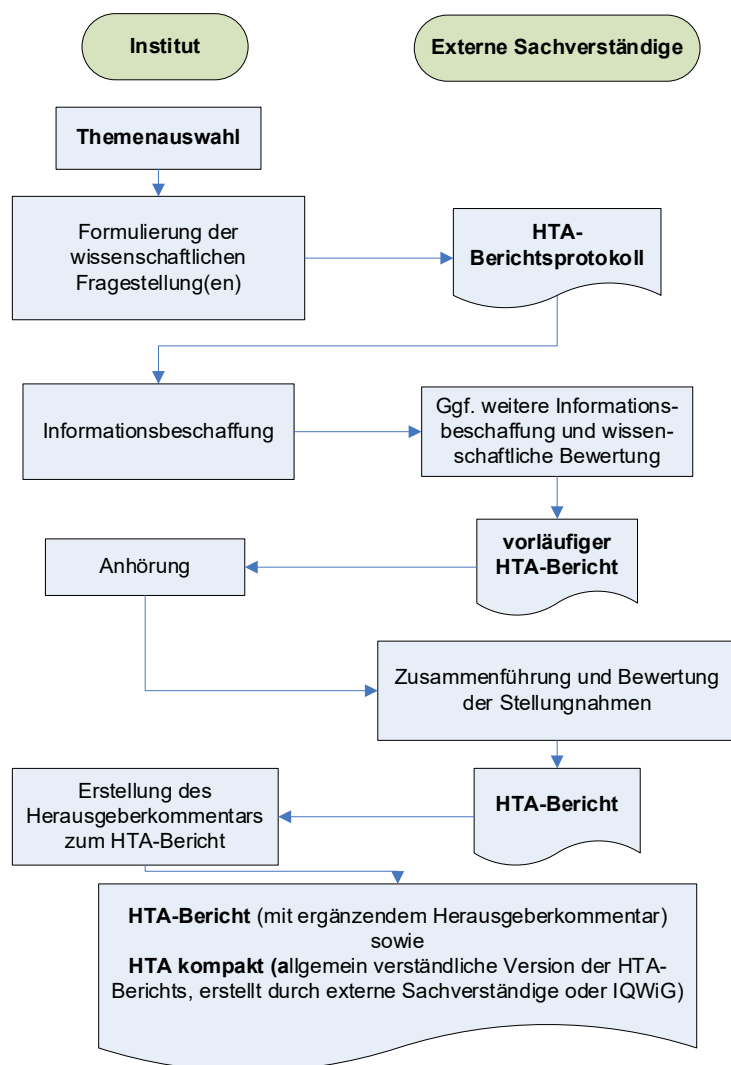 Institut
Externe Sachverständige
Themenauswahl
Formulierung der
wissenschaftlichen
Fragestellung(en)
HTA-
Berichtsprotokoll
Informationsbeschaffung
Ggf. weitere Informations-
beschaffung und wissen-
schaftliche Bewertung
vorläufiger
HTA-Bericht
Anhörung
Zusammenführung und Bewertung
der Stellungnahmen
Erstellung des
Herausgeberkommentars
zum HTA-Bericht
HTA-Bericht
HTA-Bericht (mit ergänzendem Herausgeberkommentar)
sowie
HTA kompakt (allgemein verständliche Version der HTA-
Berichts, erstellt durch externe Sachverständige oder IQWiG)